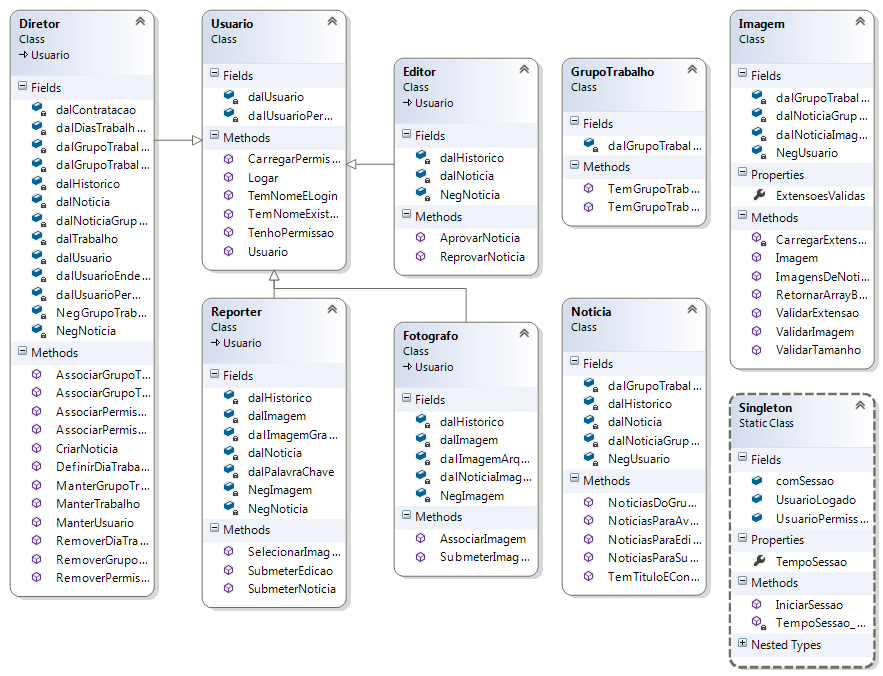 Diretor
Class
Usuario
Fields
dalContratacao
dalDiasTrabalh ...
dalGrupoTrabal...
dalGrupoTrabal...
dalHistorico
dalNoticia
dalNoticiaGrup...
dalTrabalho
dalUsuario
dalUsuarioEnde...
dalUsuarioPerm...
NegGrupoTrab...
NegNoticia
Methods
AssociarGrupoT...
AssociarGrupoT...
AssociarPermis...
AssociarPermis...
CriarNoticia
DefinirDiaTraba...
ManterGrupoTr...
ManterTrabalho
ManterUsuario
RemoverDiaTra...
RemoverGrupo...
RemoverPermis...
Usuario
Class
Fields
dalUsuario
dalUsuarioPer...
Methods
CarregarPermis...
Logar
TemNomeELogin
TemNomeExist...
TenhoPermissao
Usuario
Editor
Class
Usuario
Fields
dalHistorico
dalNoticia
NegNoticia
Methods
AprovarNoticia
ReprovarNoticia
GrupoTrabalho
Class
Fields
dalGrupoTrabal...
Methods
TemGrupoTrab...
TemGrupoTrab...
Imagem
Class
Fields
dalGrupoTrabal...
dalNoticiaGrup...
dalNoticiaImag...
NegUsuario
Properties
ExtensoesValidas
Methods
CarregarExtens...
Imagem
ImagensDeNoti...
RetornarArrayB...
ValidarExtensao
ValidarImagem
ValidarTamanho
Reporter
Class
Usuario
Fields
dalHistorico
dalImagem
dalImagemGra...
dalNoticia
dalPalavraChave
NegImagem
NegNoticia
Methods
SelecionarImag...
SubmeterEdicao
SubmeterNoticia
Fotografo
Class
Usuario
Fields
dalHistorico
dalImagem
dalImagemArq...
dalNoticiaImag...
NegImagem
Methods
AssociarImagem
SubmeterImag...
Noticia
Class
Fields
dalGrupoTrabal...
dalHistorico
dalNoticia
dalNoticiaGrup...
NegUsuario
Methods
NoticiasDoGru...
NoticiasParaAv...
NoticiasParaEdi...
NoticiasParaSu...
TemTituloECon...
Singleton
Static Class
Fields
comSessao
UsuarioLogado
UsuarioPermiss...
Properties
TempoSessao
Methods
IniciarSessao
TempoSessao_...
Nested Types